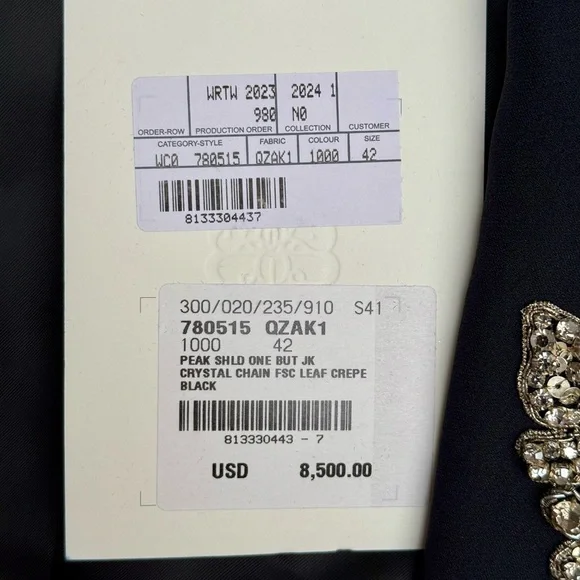 WRTW 2023 2024 1
980 N0
ORDER-ROW PRODUCTION ORDER COLLECTION CUSTOMER
CATEGORY-STYLE FABRIC COLOUR SIZE
WC0 780515 QZAK1 1000 42
8133304437
300/020/235/910 S41
780515 QZAK1
1000 42
PEAK SHLD ONE BUT JK
CRYSTAL CHAIN FSC LEAF CREPE
BLACK
813330443 - 7
USD 8,500.00